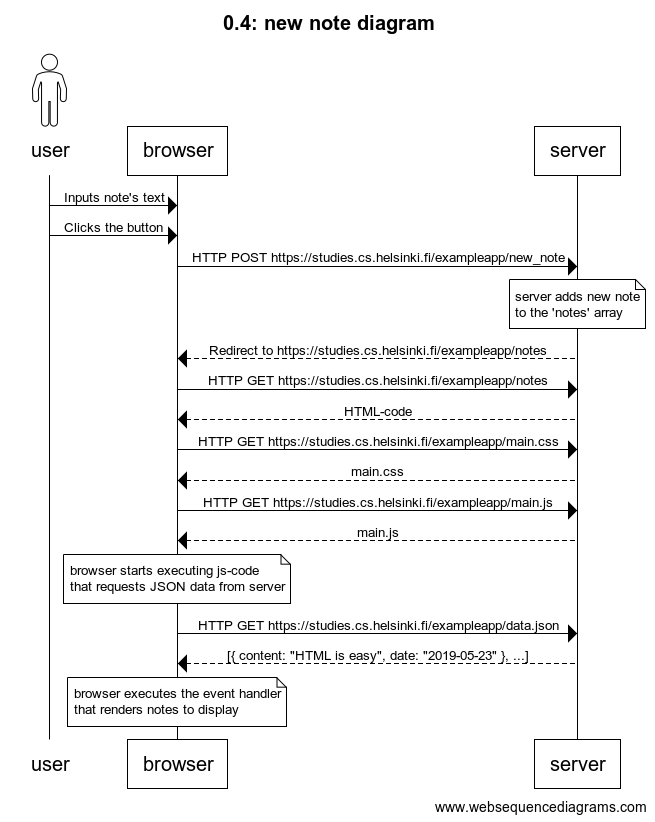 0.4: new note diagram
user
browser
server
Inputs note's text
Clicks the button
HTTP POST https://studies.cs.helsinki.fi/exampleapp/new_note
server adds new note
to the 'notes' array
Redirect to https://studies.cs.helsinki.fi/exampleapp/notes
HTTP GET https://studies.cs.helsinki.fi/exampleapp/notes
HTML-code
HTTP GET https://studies.cs.helsinki.fi/exampleapp/main.css
main.css
HTTP GET https://studies.cs.helsinki.fi/exampleapp/main.js
main.js
browser starts executing js-code
that requests JSON data from server
HTTP GET https://studies.cs.helsinki.fi/exampleapp/data.json
[{ content: "HTML is easy", date: "2019-05-23" }, ...]
browser executes the event handler
that renders notes to display
user
browser
server
www.websequencediagrams.com